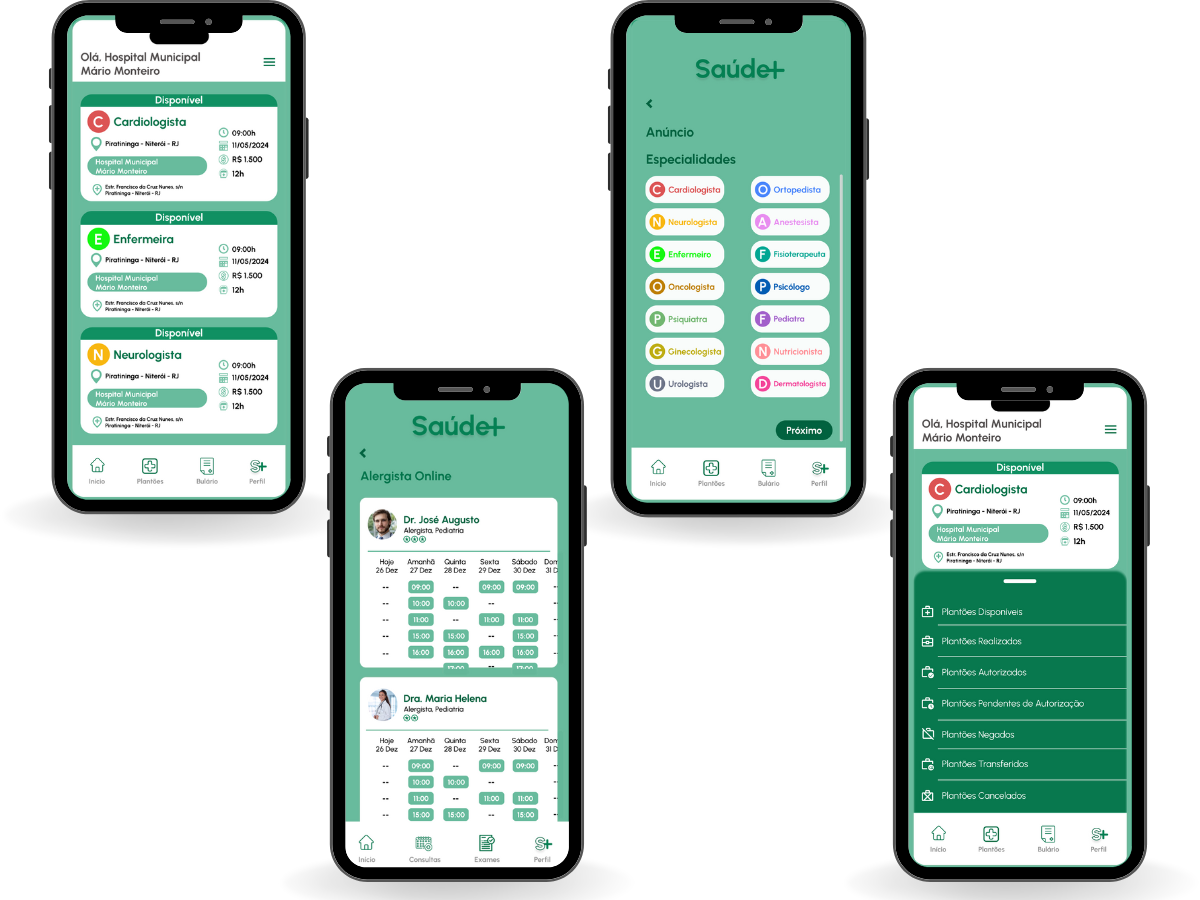 Olá, Hospital Municipal
Mário Monteiro
Disponível
C Cardiologista
Piratininga - Niterói - RJ
Hospital Municipal
Mário Monteiro
Estr. Francisco da Cruz Nunes, s/n
Piratininga - Niterói - RJ
09:00h
11/05/2024
R$ 1.500
12h
Disponível
E Enfermeira
Piratininga - Niterói - RJ
Hospital Municipal
Mário Monteiro
Estr. Francisco da Cruz Nunes, s/n
Piratininga - Niterói - RJ
09:00h
11/05/2024
R$ 1.500
12h
Disponível
N Neurologista
Piratininga - Niterói - RJ
Hospital Municipal
Mário Monteiro
Estr. Francisco da Cruz Nunes, s/n
Piratininga - Niterói - RJ
09:00h
11/05/2024
R$ 1.500
12h
Início Plantões Bulário Perfil
Saúde+
Alergista Online
Dr. José Augusto
Alergista, Pediatria
Hoje Amanhã Quinta Sexta Sábado Dom
26 Dez 27 Dez 28 Dez 29 Dez 30 Dez 31 D
-- 09:00 -- 09:00 09:00 --
-- 10:00 10:00 -- --
-- 11:00 -- 11:00 11:00 --
-- 15:00 15:00 -- 15:00 --
-- 16:00 16:00 16:00 16:00 --
17:00 -- 17:00
Dra. Maria Helena
Alergista, Pediatria
Hoje Amanhã Quinta Sexta Sábado Dom
26 Dez 27 Dez 28 Dez 29 Dez 30 Dez 31 D
-- 09:00 -- 09:00 09:00 --
-- 10:00 10:00 -- --
-- 11:00 -- 11:00 11:00 --
-- 15:00 15:00 -- 15:00 --
Início Consultas Exames Perfil
Saúde+
Anúncio
Especialidades
C Cardiologista O Ortopedista
N Neurologista A Anestesista
E Enfermeiro F Fisioterapeuta
O Oncologista P Psicólogo
P Psiquiatra F Pediatra
G Ginecologista N Nutricionista
U Urologista D Dermatologista
Próximo
Início Plantões Bulário Perfil
Olá, Hospital Municipal
Mário Monteiro
Disponível
C Cardiologista
Piratininga - Niterói - RJ
Hospital Municipal
Mário Monteiro
Estr. Francisco da Cruz Nunes, s/n
Piratininga - Niterói - RJ
09:00h
11/05/2024
R$ 1.500
12h
Plantões Disponíveis
Plantões Realizados
Plantões Autorizados
Plantões Pendentes de Autorização
Plantões Negados
Plantões Transferidos
Plantões Cancelados
Início Plantões Bulário Perfil